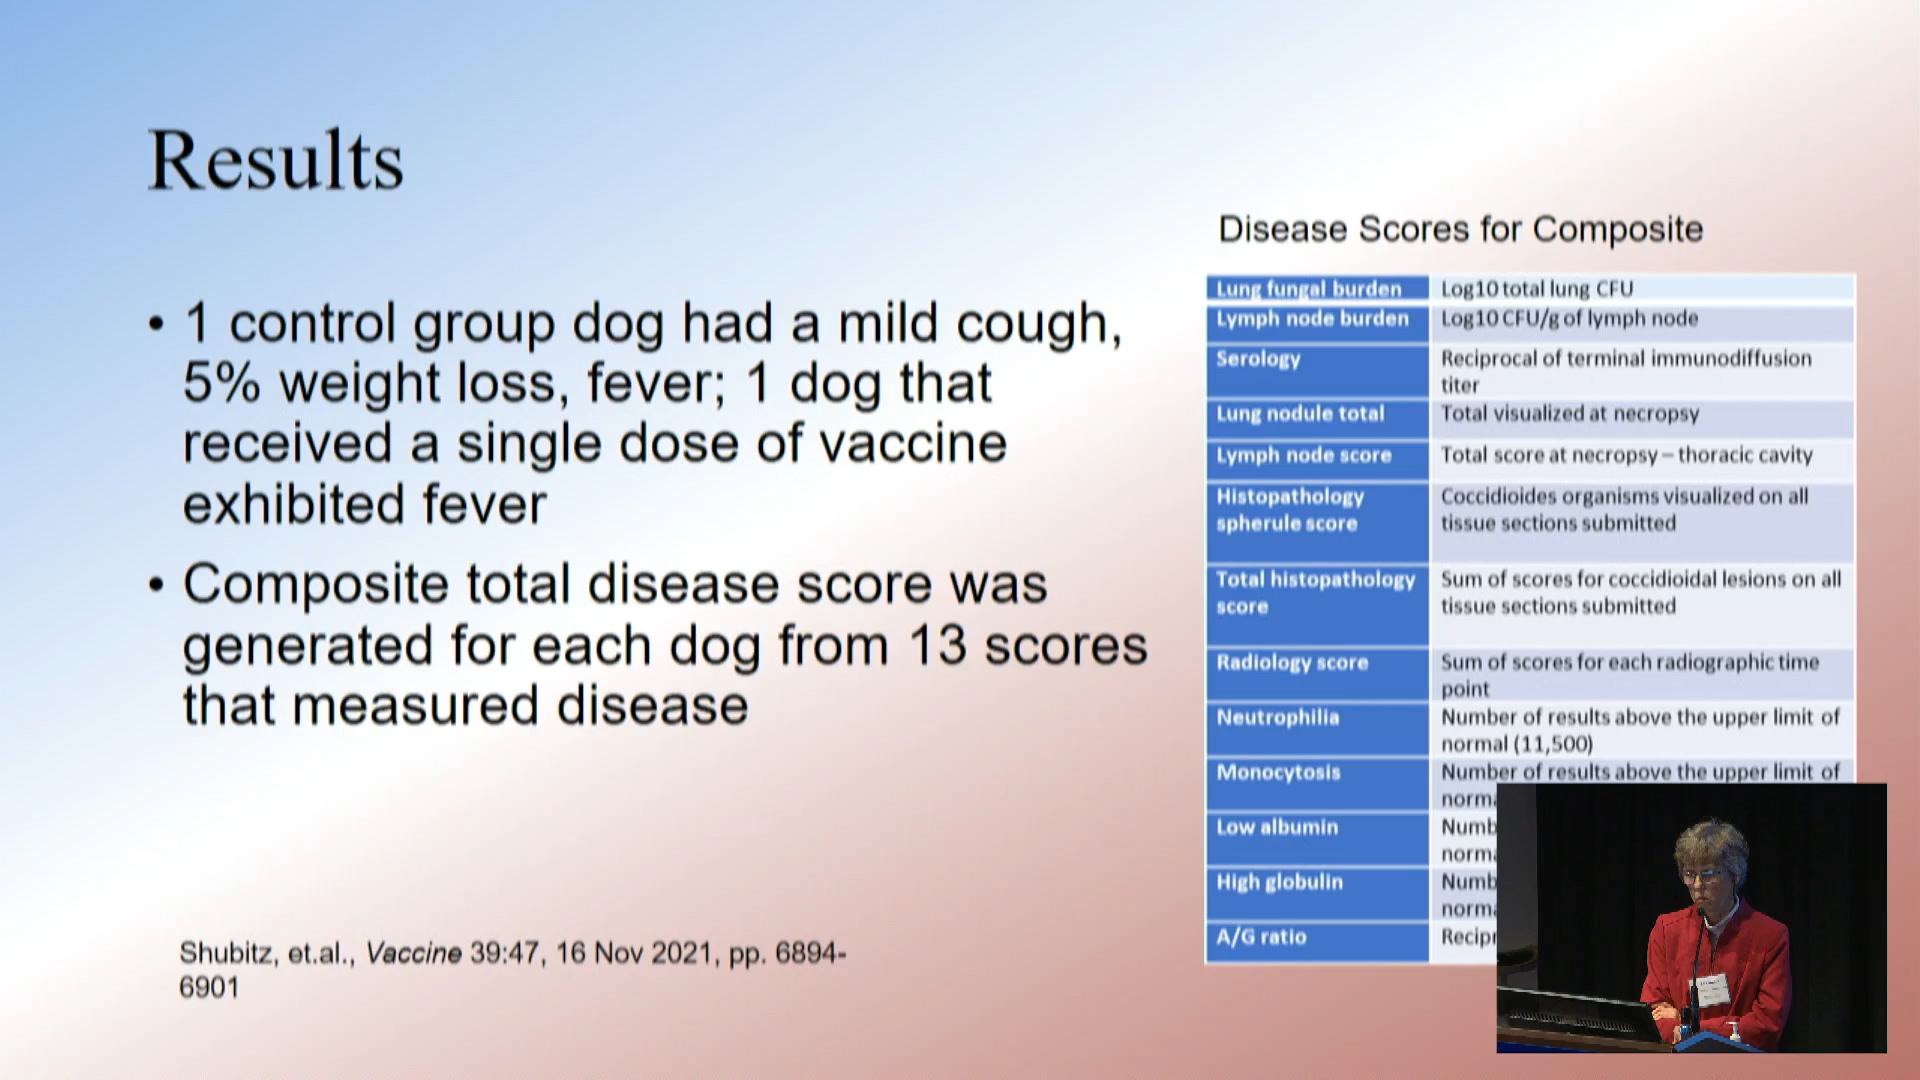 Results
• 1 control group dog had a mild cough,
5% weight loss, fever; 1 dog that
received a single dose of vaccine
exhibited fever
• Composite total disease score was
generated for each dog from 13 scores
that measured disease
Shubitz, et.al., Vaccine 39:47, 16 Nov 2021, pp. 6894-
6901
Disease Scores for Composite
Lung fungal burden Log10 total lung CFU
Lymph node burden Log10 CFU/g of lymph node
Serology Reciprocal of terminal immunodiffusion
titer
Lung nodule total Total visualized at necropsy
Lymph node score Total score at necropsy – thoracic cavity
Histopathology Coccidioides organisms visualized on all
spherule score tissue sections submitted
Total histopathology Sum of scores for coccidioidal lesions on all
score tissue sections submitted
Radiology score Sum of scores for each radiographic time
point
Neutrophilia Number of results above the upper limit of
normal (11,500)
Monocytosis Number of results above the upper limit of
norma
Low albumin Numb
norma
High globulin Numb
norma
A/G ratio Recipr